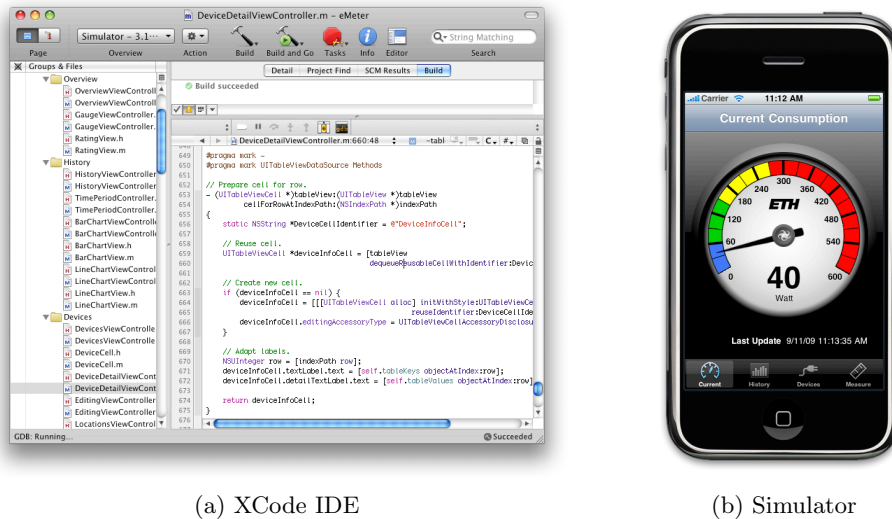 DeviceDetailViewController.m – eMeter
Simulator - 3.1...
String Matching
Page Overview Action Build Build and Go Tasks Info Editor Search
Groups & Files
Detail Project Find SCM Results Build
Overview
OverviewViewControll
OverviewViewControll
GaugeViewController.
GaugeViewController.
RatingView.h
RatingView.m
History
HistoryViewController
HistoryViewController
TimePeriodController.
TimePeriodController.
BarChartViewControlle
BarChartViewControlle
BarChartView.h
BarChartView.m
LineChartViewControl
LineChartViewControl
LineChartView.h
LineChartView.m
Devices
DevicesViewControlle
DevicesViewControlle
DeviceCell.h
DeviceCell.m
DeviceDetailViewCont
DeviceDetailViewCont
EditingViewController
EditingViewController
LocationsViewControl
Build succeeded
DeviceDetailViewController.m:660:48 -tabl C #
649 #pragma mark -
650 #pragma mark UITableViewDataSource Methods
651
652 // Prepare cell for row.
653 - (UITableViewCell *)tableView:(UITableView *)tableView
654 cellForRowAtIndexPath:(NSIndexPath *)indexPath
655 {
656 static NSString *DeviceCellIdentifier = @"DeviceInfoCell";
657
658 // Reuse cell.
659 UITableViewCell *deviceInfoCell = [tableView
660 dequeueReusableCellWithIdentifier:Devic
661
662 // Create new cell.
663 if (deviceInfoCell == nil) {
664 deviceInfoCell = [[[UITableViewCell alloc] initWithStyle:UITableViewCe
665 reuseIdentifier:DeviceCellIde
666 deviceInfoCell.editingAccessoryType = UITableViewCellAccessoryDisclosu
667 }
668
669 // Adapt labels.
670 NSUInteger row = [indexPath row];
671 deviceInfoCell.textLabel.text = [self.tableKeys objectAtIndex:row];
672 deviceInfoCell.detailTextLabel.text = [self.tableValues objectAtIndex:row]
673
674 return deviceInfoCell;
675 }
676
GDB: Running... Succeeded
Carrier 11:12 AM
Current Consumption
0 60 120 180 240 300 360 420 480 540 600
ETH
40
Watt
Last Update 9/11/09 11:13:35 AM
Current History Devices Measure
(a) XCode IDE
(b) Simulator